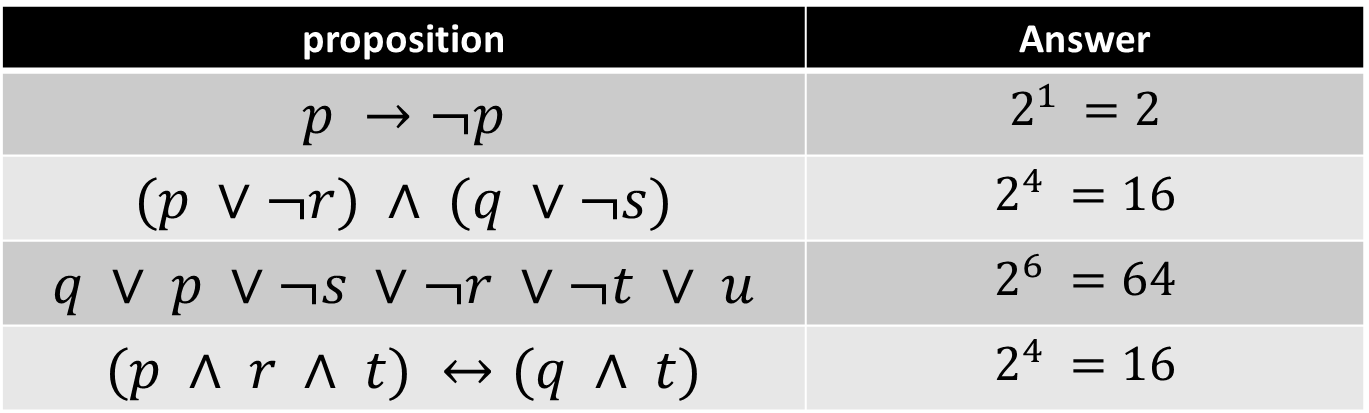 proposition Answer
p → ¬p 2¹ = 2
(p ∨ ¬r) ∧ (q ∨ ¬s) 2⁴ = 16
q ∨ p ∨ ¬s ∨ ¬r ∨ ¬t ∨ u 2⁶ = 64
(p ∧ r ∧ t) ↔ (q ∧ t) 2⁴ = 16